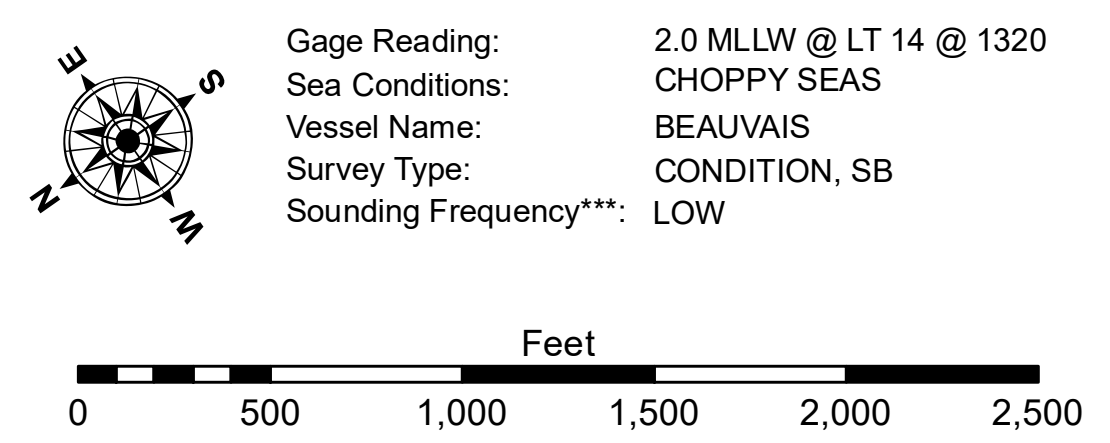 E
S
N
W
Gage Reading: 2.0 MLLW @ LT 14 @ 1320
Sea Conditions: CHOPPY SEAS
Vessel Name: BEAUVAIS
Survey Type: CONDITION, SB
Sounding Frequency***: LOW
Feet
0 500 1,000 1,500 2,000 2,500